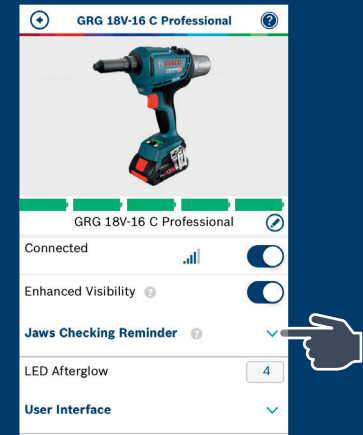 GRG 18V-16 C Professional
BOSCH
GRG 18V-16 C Professional
Connected
Enhanced Visibility
Jaws Checking Reminder
LED Afterglow 4
User Interface